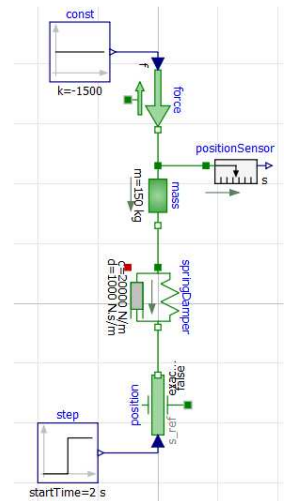 const
k=-1500
f
force
positionSensor
s
m=150 kg
mass
c=20000 N/m
d=1000 N.s/m
springDamper
exac...
false
position
s_ref
step
startTime=2 s